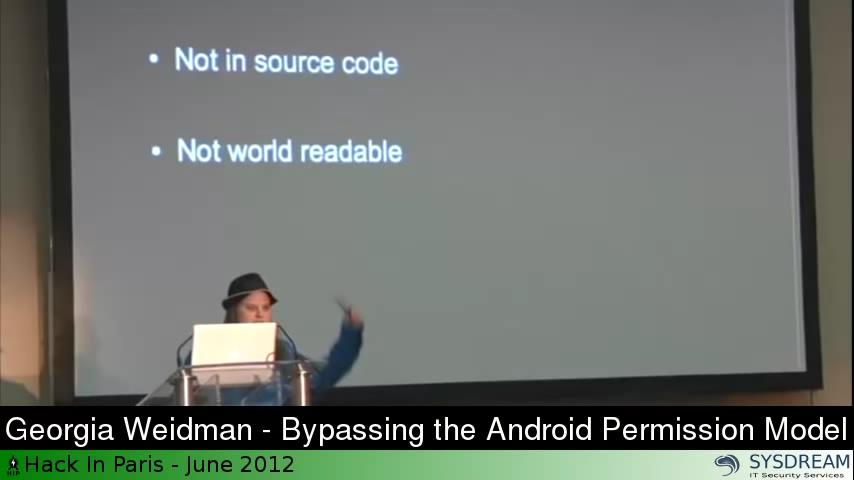 • Not in source code
• Not world readable
Georgia Weidman - Bypassing the Android Permission Model
Hack In Paris - June 2012
SYSDREAM
IT Security Services